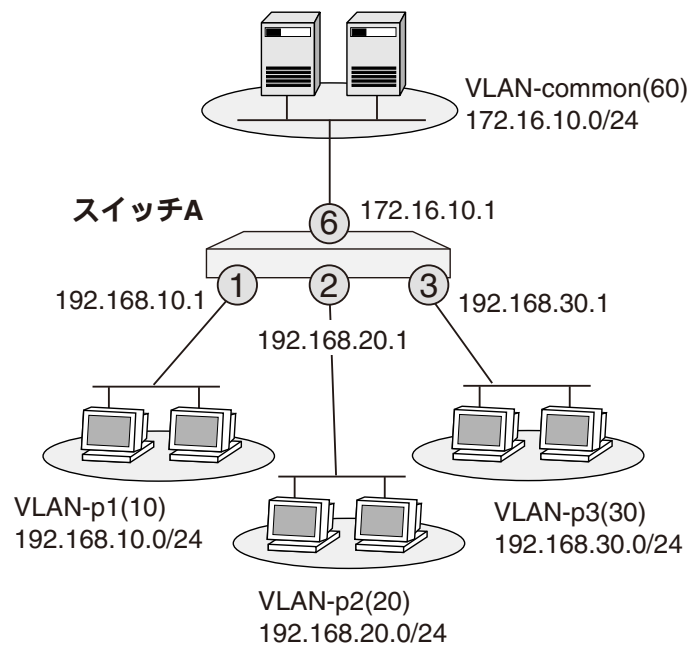 VLAN-common(60)
172.16.10.0/24
スイッチA
6
172.16.10.1
192.168.10.1
1
2
3
192.168.30.1
192.168.20.1
VLAN-p1(10)
192.168.10.0/24
VLAN-p3(30)
192.168.30.0/24
VLAN-p2(20)
192.168.20.0/24